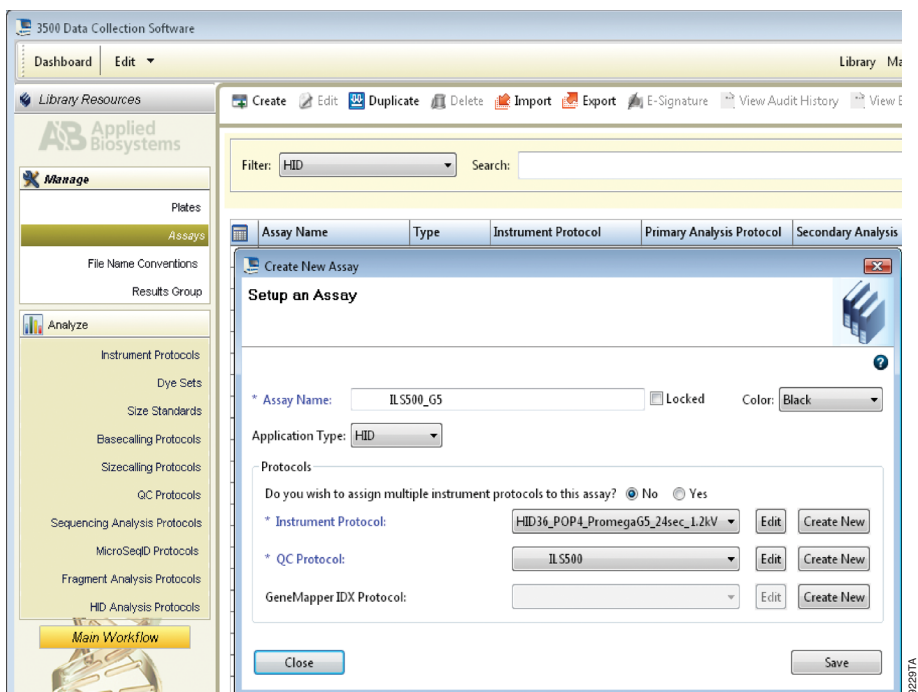 3500 Data Collection Software
Dashboard Edit Library
Library Resources
Create Edit Duplicate Delete Import Export E-Signature View Audit History View
AB Applied Biosystems
Filter: HID Search:
Manage
Plates
Assays
File Name Conventions
Results Group
Assay Name Type Instrument Protocol Primary Analysis Protocol Secondary Analysis
Create New Assay
Setup an Assay
Analyze
Instrument Protocols
Dye Sets
Size Standards
Basecalling Protocols
Sizecalling Protocols
QC Protocols
Sequencing Analysis Protocols
MicroSeqID Protocols
Fragment Analysis Protocols
HID Analysis Protocols
Main Workflow
?
* Assay Name: ILS500_G5 Locked Color: Black
Application Type: HID
Protocols
Do you wish to assign multiple instrument protocols to this assay? No Yes
* Instrument Protocol: HID36_POP4_PromegaG5_24sec_1.2kV Edit Create New
* QC Protocol: ILS500 Edit Create New
GeneMapper IDX Protocol: Edit Create New
Close Save